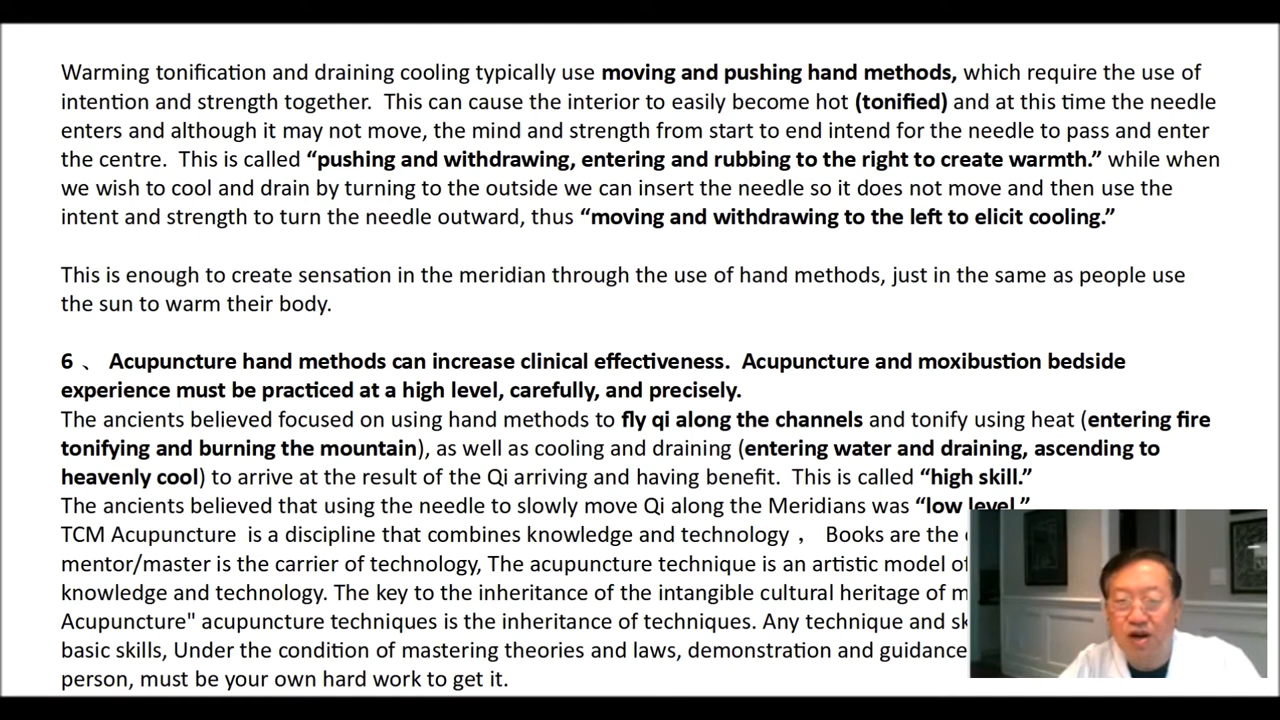 Warming tonification and draining cooling typically use moving and pushing hand methods, which require the use of
intention and strength together.  This can cause the interior to easily become hot (tonified) and at this time the needle
enters and although it may not move, the mind and strength from start to end intend for the needle to pass and enter
the centre.  This is called “pushing and withdrawing, entering and rubbing to the right to create warmth.” while when
we wish to cool and drain by turning to the outside we can insert the needle so it does not move and then use the
intent and strength to turn the needle outward, thus “moving and withdrawing to the left to elicit cooling.”
This is enough to create sensation in the meridian through the use of hand methods, just in the same as people use
the sun to warm their body.
6 、 Acupuncture hand methods can increase clinical effectiveness.  Acupuncture and moxibustion bedside
experience must be practiced at a high level, carefully, and precisely.
The ancients believed focused on using hand methods to fly qi along the channels and tonify using heat (entering fire
tonifying and burning the mountain), as well as cooling and draining (entering water and draining, ascending to
heavenly cool) to arrive at the result of the Qi arriving and having benefit.  This is called “high skill.”
The ancients believed that using the needle to slowly move Qi along the Meridians was “low level.”
TCM Acupuncture  is a discipline that combines knowledge and technology ， Books are the
mentor/master is the carrier of technology, The acupuncture technique is an artistic model of
knowledge and technology. The key to the inheritance of the intangible cultural heritage of
Acupuncture" acupuncture techniques is the inheritance of techniques. Any technique and
basic skills, Under the condition of mastering theories and laws, demonstration and guidance
person, must be your own hard work to get it.